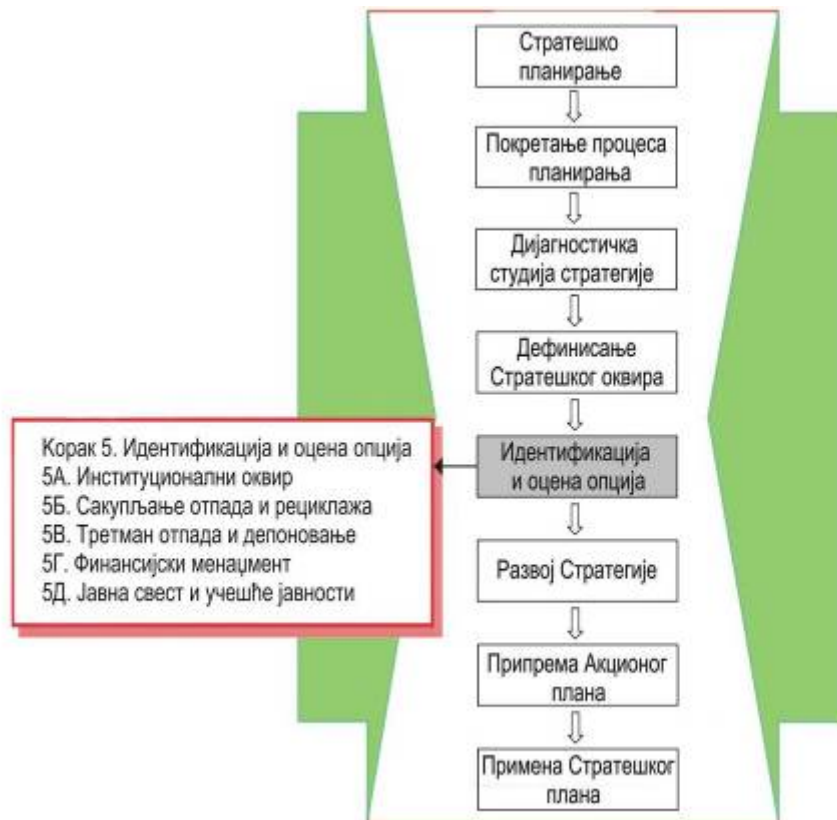 Стратешко
планирање
Покретање процеса
планирања
Дијагностичка
студија стратегије
Дефинисање
Стратешког оквира
Корак 5. Идентификација и оцена опција
5А. Институционални оквир
5Б. Сакупљање отпада и рециклажа
5В. Третман отпада и депоновање
5Г. Финансијски менаџмент
5Д. Јавна свест и учешће јавности
Идентификација
и оцена опција
Развој Стратегије
Припрема Акционог
плана
Примена Стратешког
плана